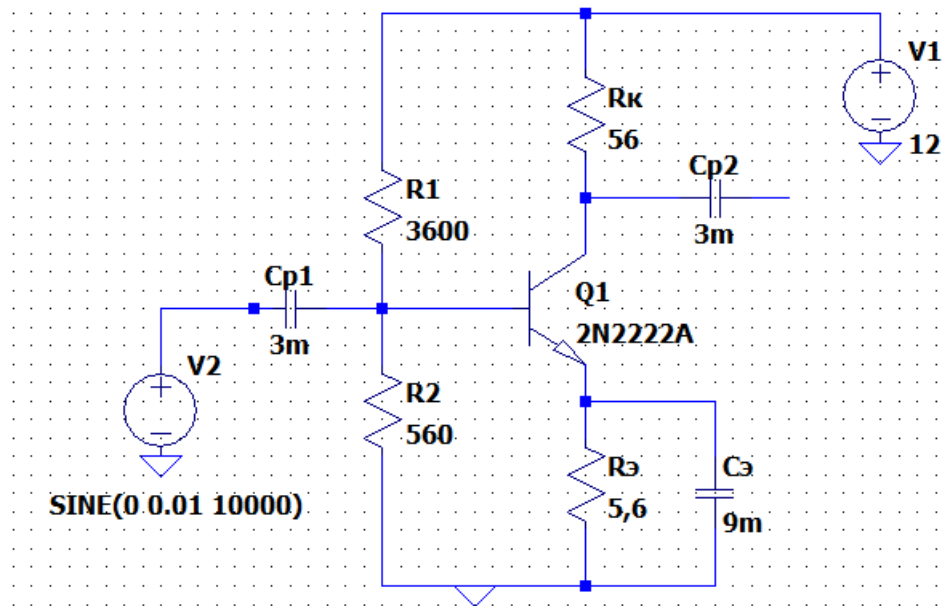 V1
+
−
12
Rк
56
Cp2
3m
R1
3600
Cp1
3m
Q1
2N2222A
V2
+
−
SINE(0 0.01 10000)
R2
560
Rэ
5,6
Cэ
9m